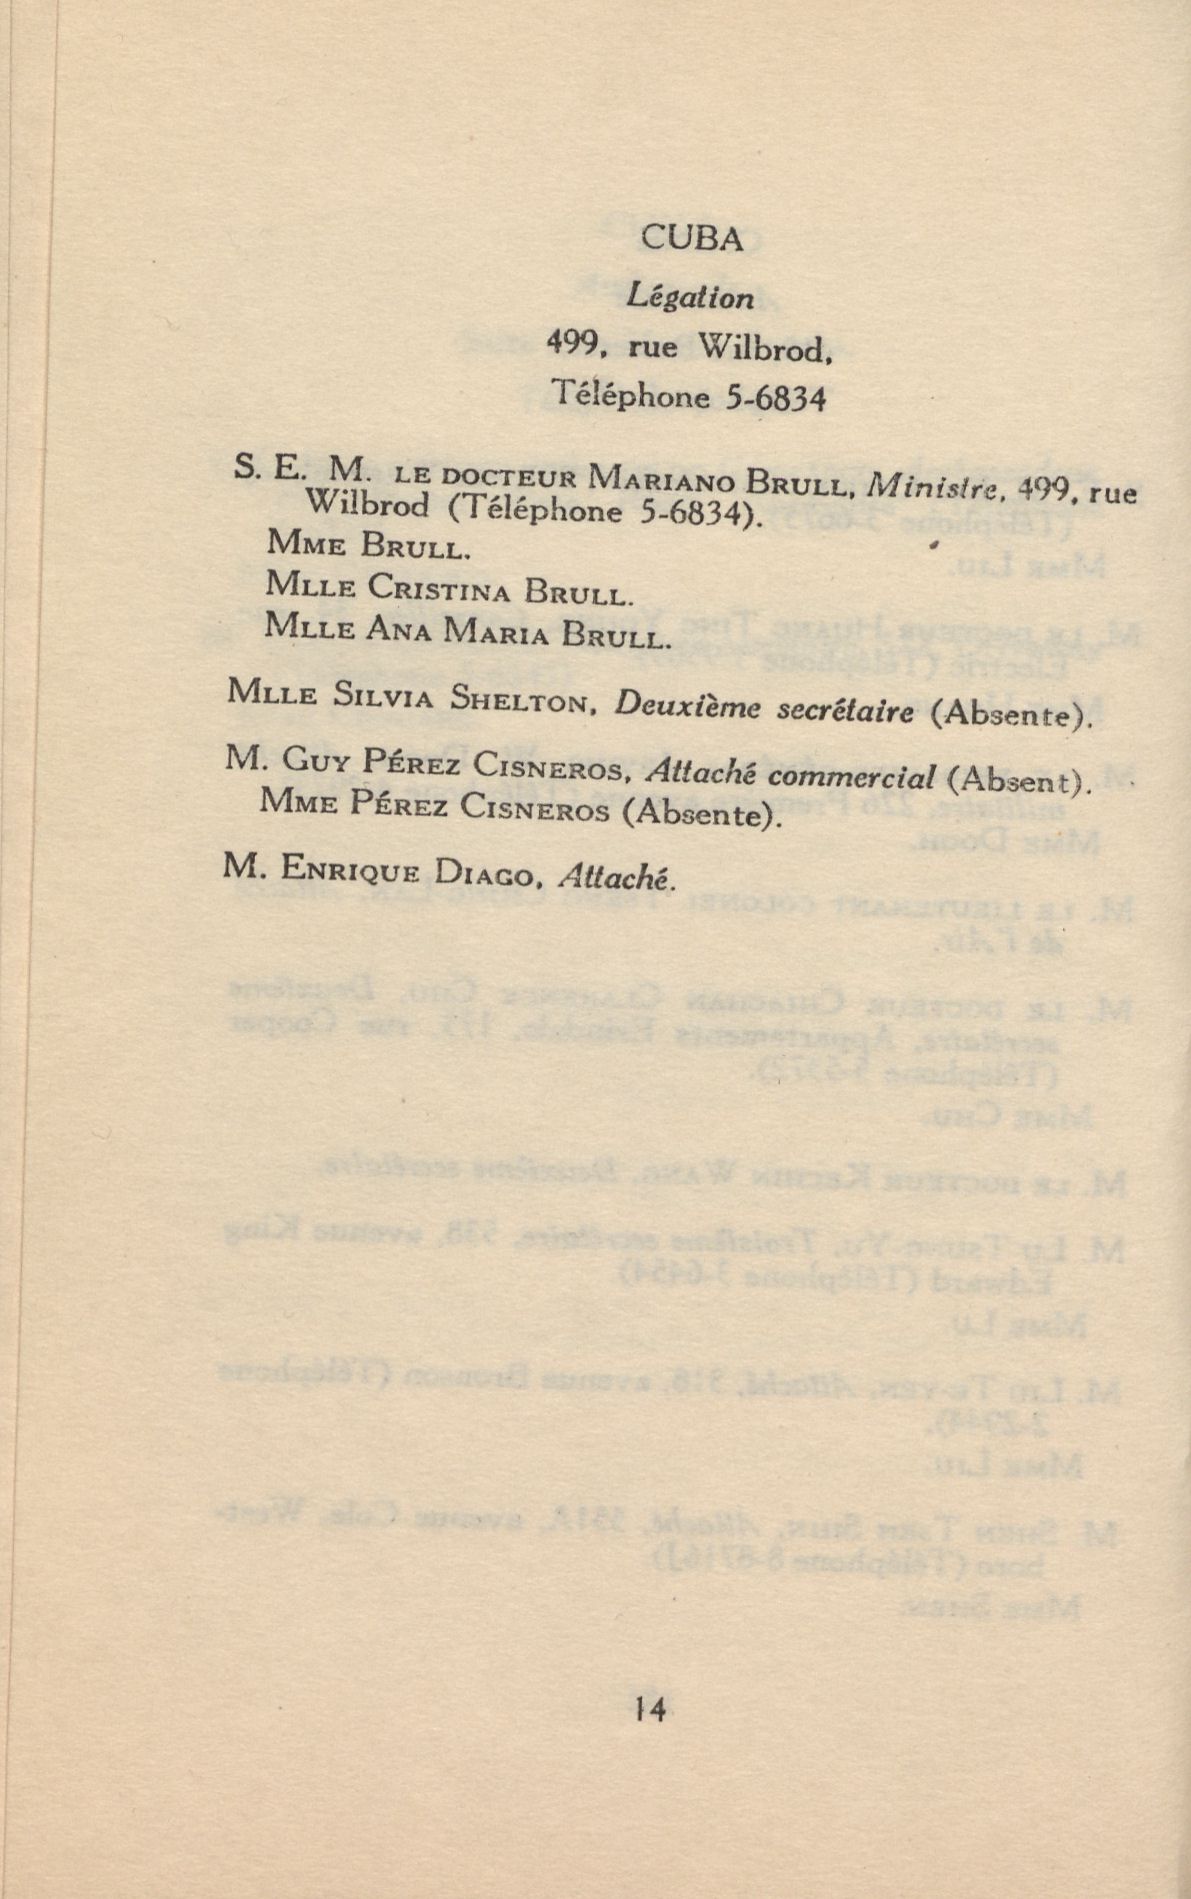 CUBA
Légation
499, rue Wilbrod,
Téléphone 5-6834
S. E. M. LE DOCTEUR MARIANO BRULL, Ministre, 499, rue
Wilbrod (Téléphone 5-6834).
MME BRULL.
MLLE CRISTINA BRULL.
MLLE ANA MARIA BRULL.
MLLE SILVIA SHELTON, Deuxième secrétaire (Absente).
M. GUY PÉREZ CISNEROS, Attaché commercial (Absent).
MME PÉREZ CISNEROS (Absente).
M. ENRIQUE DIAGO, Attaché.
14